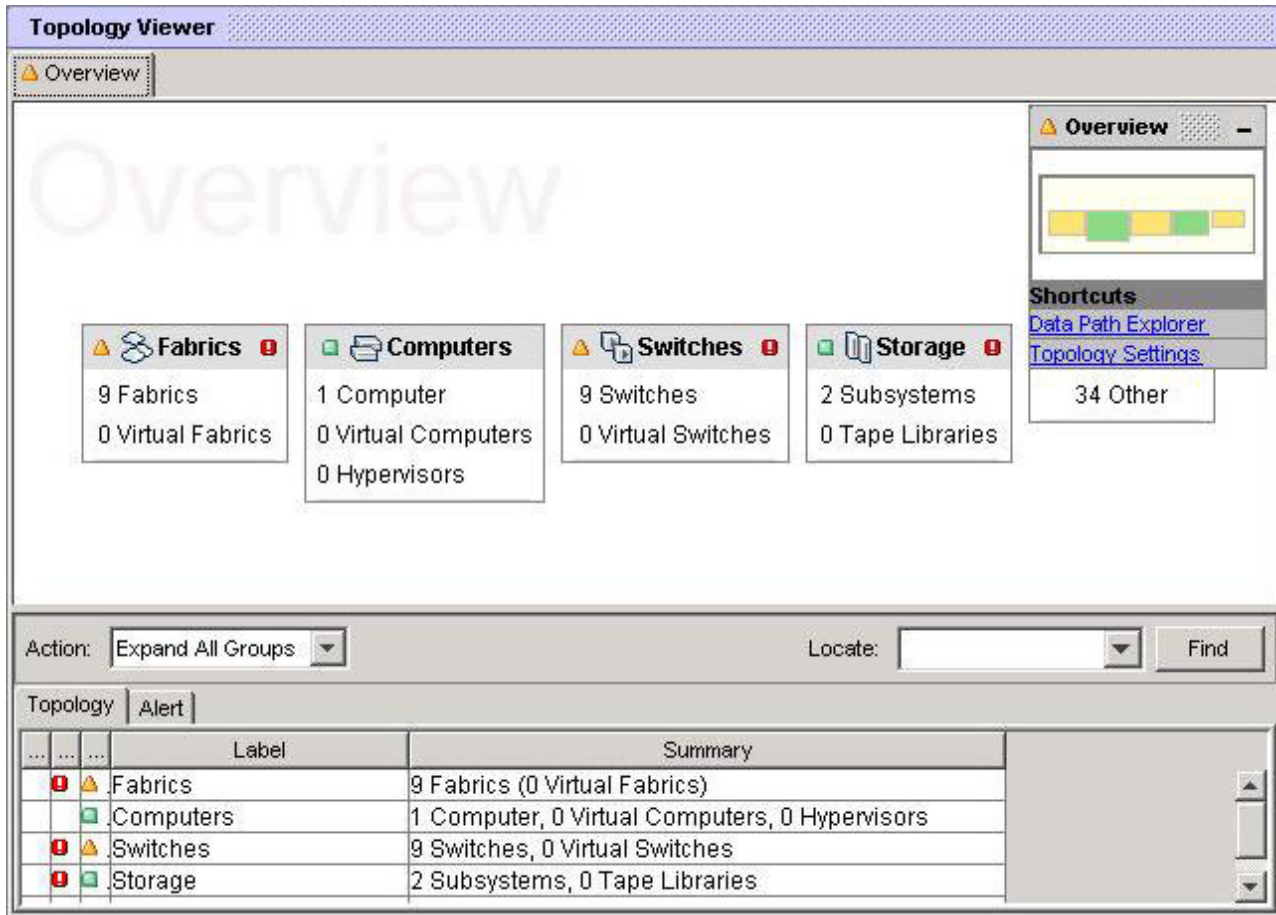 Topology Viewer
Overview
Overview
Overview
Shortcuts
Data Path Explorer
Topology Settings
Fabrics
9 Fabrics
0 Virtual Fabrics
Computers
1 Computer
0 Virtual Computers
0 Hypervisors
Switches
9 Switches
0 Virtual Switches
Storage
2 Subsystems
0 Tape Libraries
34 Other
Action: Expand All Groups Locate: Find
Topology Alert
... ... ... Label Summary
Fabrics 9 Fabrics (0 Virtual Fabrics)
Computers 1 Computer, 0 Virtual Computers, 0 Hypervisors
Switches 9 Switches, 0 Virtual Switches
Storage 2 Subsystems, 0 Tape Libraries